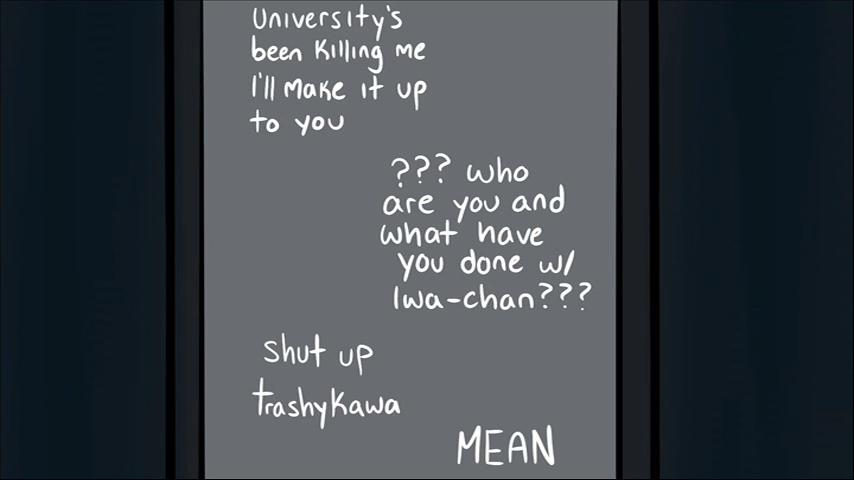 University's
been Killing me
I'll make it up
to you
??? who
are you and
what have
you done w/
Iwa-chan???
shut up
trashykawa
MEAN